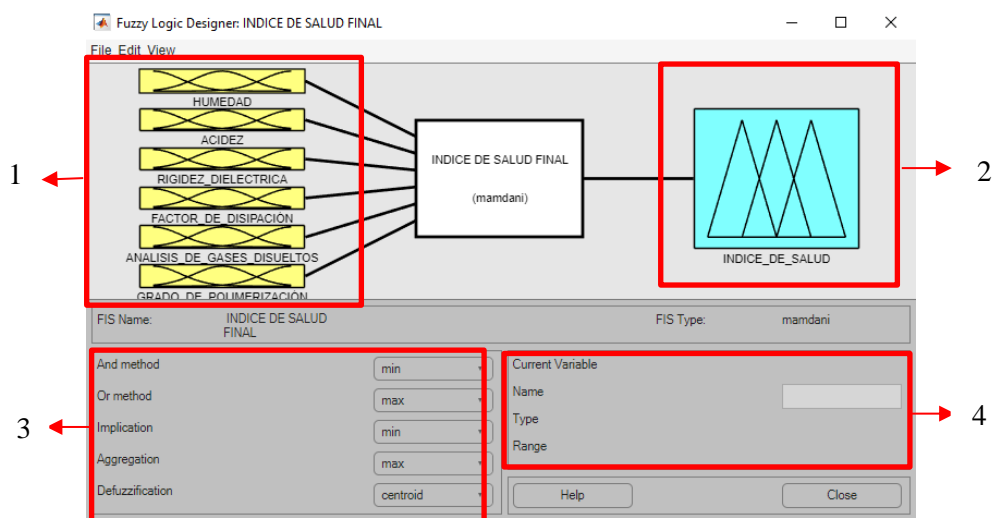 Fuzzy Logic Designer: INDICE DE SALUD FINAL
File Edit View
HUMEDAD
ACIDEZ
RIGIDEZ_DIELECTRICA
FACTOR_DE_DISIPACIÓN
ANALISIS_DE_GASES_DISUELTOS
GRADO_DE_POLIMERIZACIÓN
INDICE DE SALUD FINAL
(mamdani)
INDICE_DE_SALUD
1
2
FIS Name:
INDICE DE SALUD
FINAL
FIS Type:
mamdani
And method
min
Or method
max
Implication
min
Aggregation
max
Defuzzification
centroid
3
Current Variable
Name
Type
Range
4
Help
Close